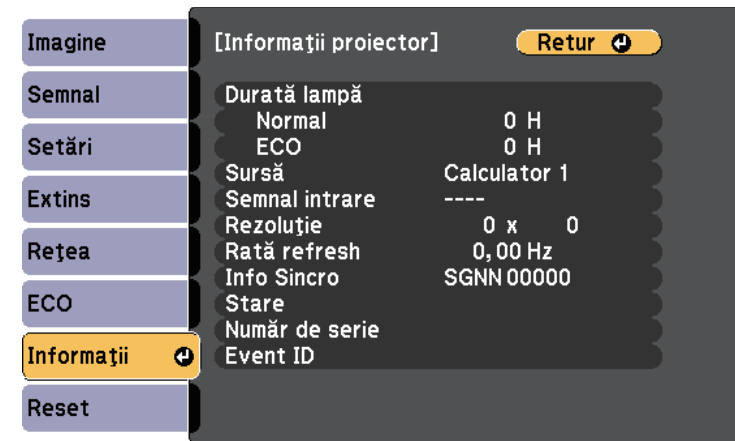 Imagine
Semnal
Setări
Extins
Reţea
ECO
Informaţii
Reset
[Informaţii proiector] Retur
Durată lampă
Normal 0 H
ECO 0 H
Sursă Calculator 1
Semnal intrare ----
Rezoluţie 0 x 0
Rată refresh 0,00 Hz
Info Sincro SGNN 00000
Stare
Număr de serie
Event ID